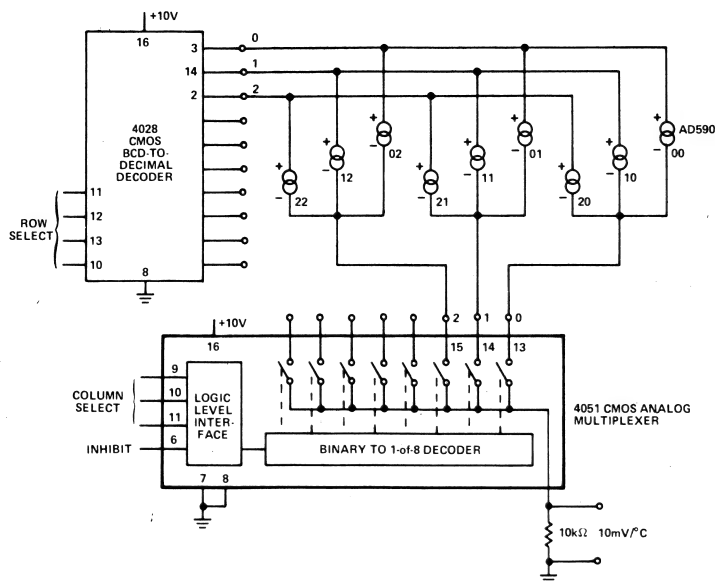 +10V
16
3
0
14
1
2
2
4028
CMOS
BCD-TO-
DECIMAL
DECODER
ROW
SELECT
11
12
13
10
8
+
−
22
+
−
12
+
−
02
+
−
21
+
−
11
+
−
01
+
−
20
+
−
10
+
−
AD590
00
+10V
16
2
1
0
15
14
13
COLUMN
SELECT
9
10
11
INHIBIT
6
LOGIC
LEVEL
INTER-
FACE
BINARY TO 1-of-8 DECODER
4051 CMOS ANALOG
MULTIPLEXER
7
8
10kΩ 10mV/°C